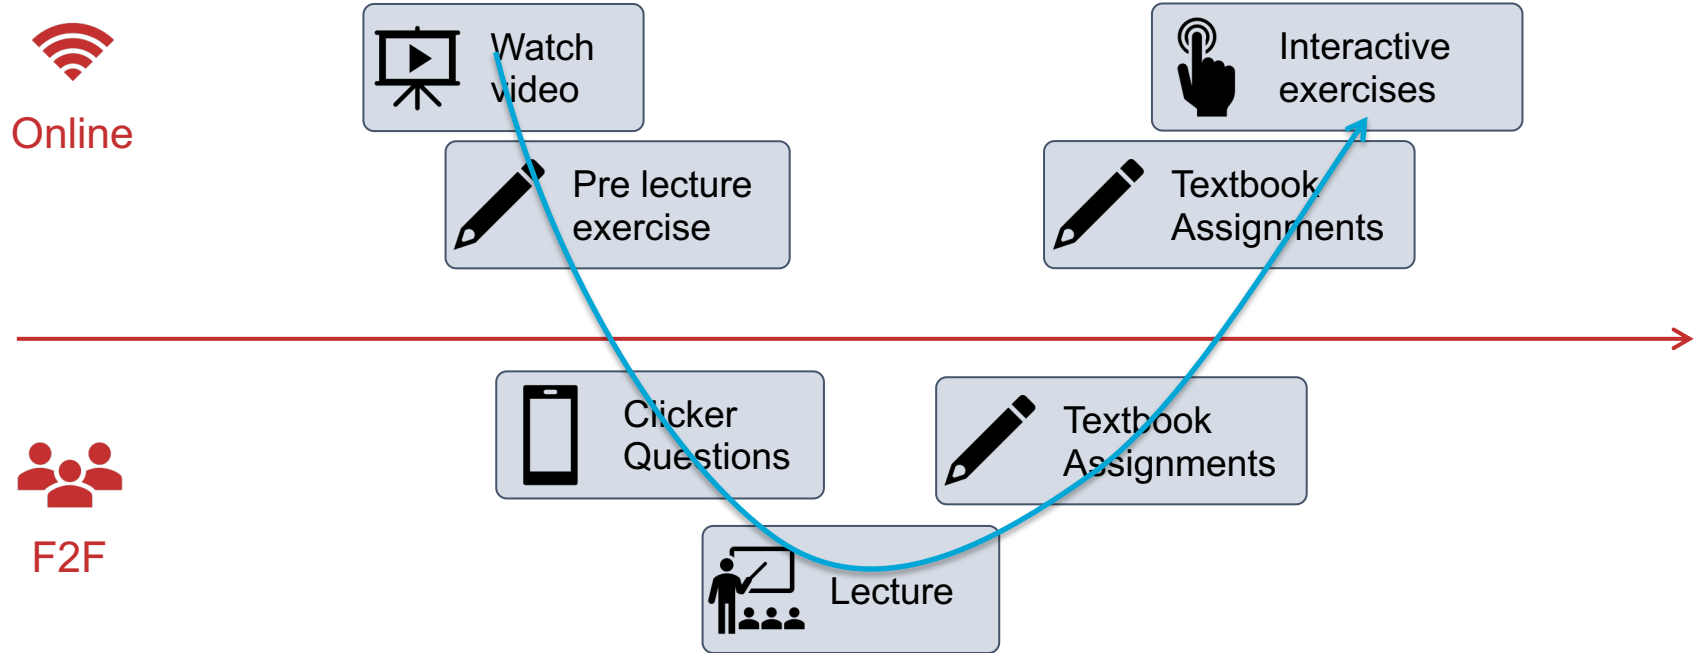 Online
Watch
video
Pre lecture
exercise
Interactive
exercises
Textbook
Assignments
F2F
Clicker
Questions
Lecture
Textbook
Assignments